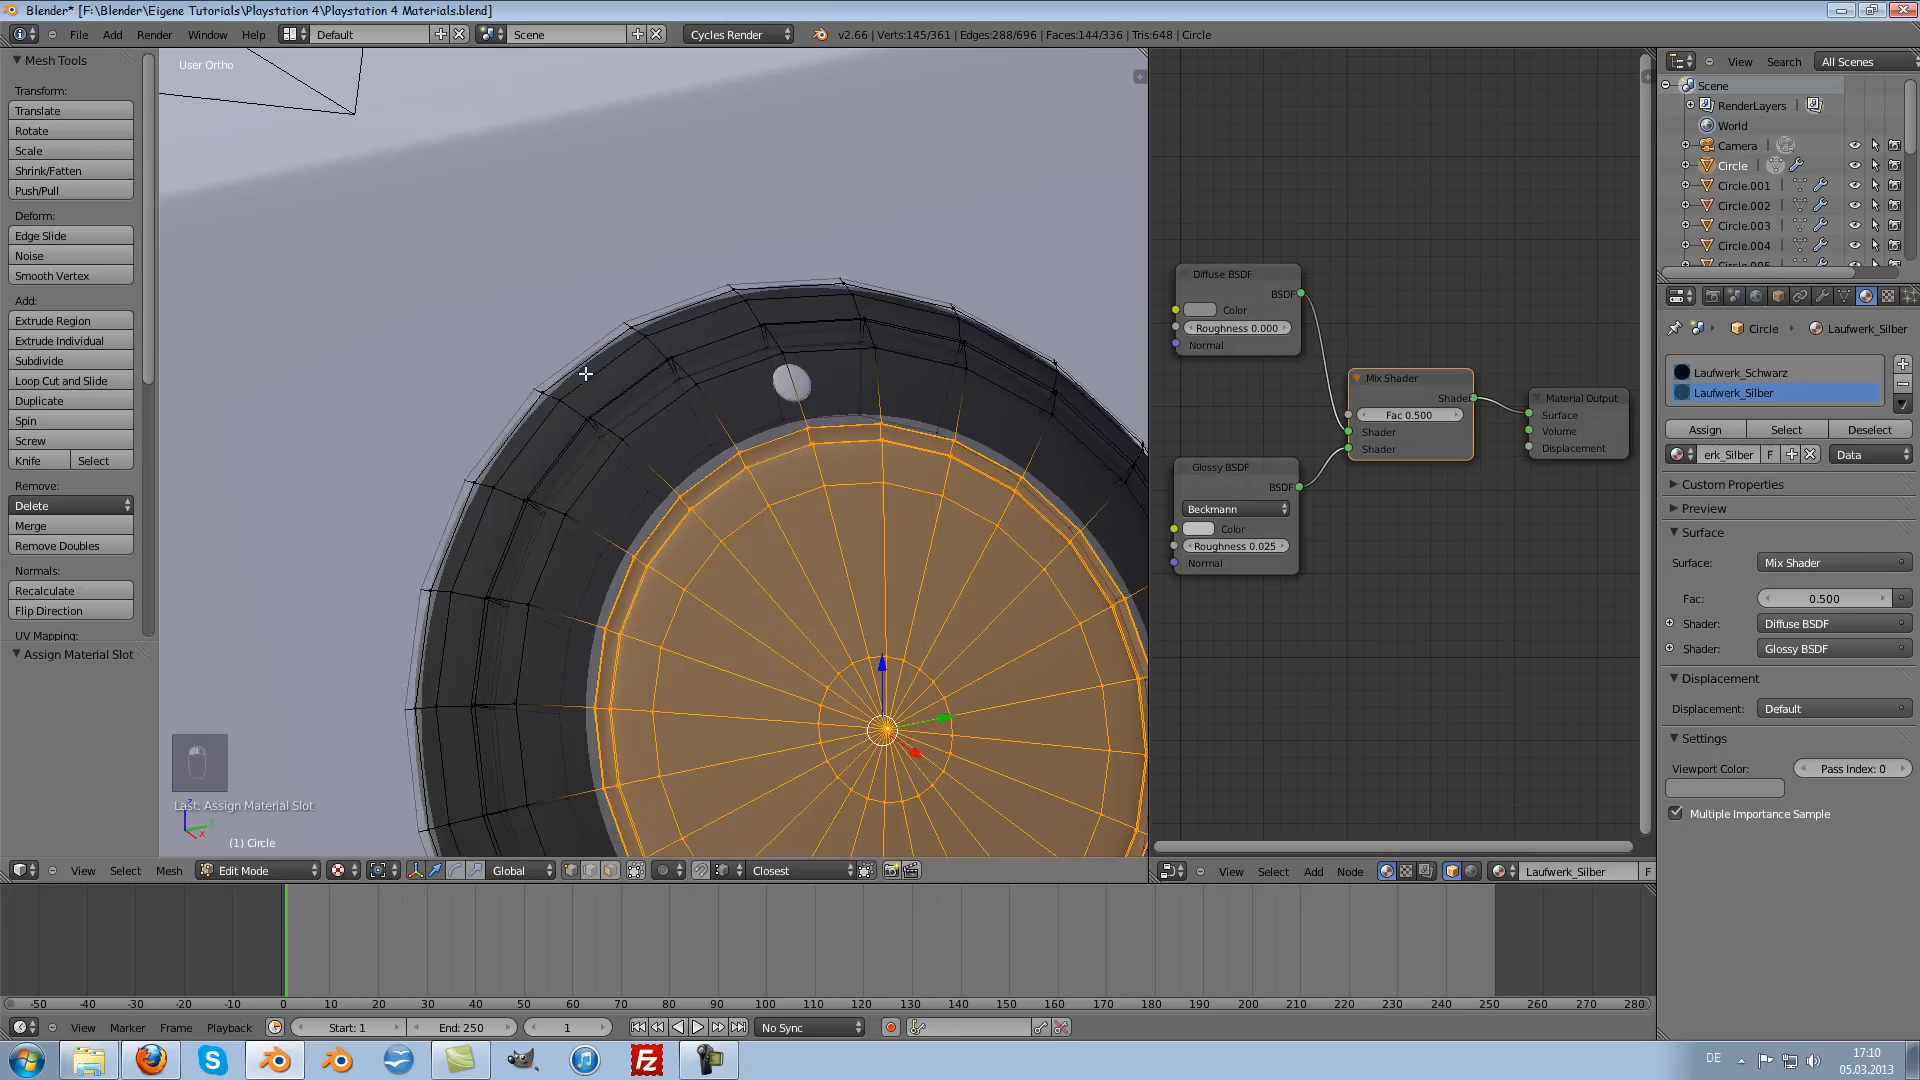 Blender* [F:\Blender\Eigene Tutorials\Playstation 4\Playstation 4 Materials.blend]
File Add Render Window Help Default Scene Cycles Render v2.66 | Verts:145/361 | Edges:288/696 | Faces:144/336 | Tris:648 | Circle
Mesh Tools
Transform:
Translate
Rotate
Scale
Shrink/Fatten
Push/Pull
Deform:
Edge Slide
Noise
Smooth Vertex
Add:
Extrude Region
Extrude Individual
Subdivide
Loop Cut and Slide
Duplicate
Spin
Screw
Knife Select
Remove:
Delete
Merge
Remove Doubles
Normals:
Recalculate
Flip Direction
UV Mapping:
Assign Material Slot
User Ortho
Last: Assign Material Slot
(1) Circle
View Select Mesh Edit Mode Global Closest
Diffuse BSDF
BSDF
Color
Roughness 0.000
Normal
Glossy BSDF
BSDF
Beckmann
Color
Roughness 0.025
Normal
Mix Shader
Shader
Fac 0.500
Shader
Shader
Material Output
Surface
Volume
Displacement
View Select Add Node Laufwerk_Silber F
View Search All Scenes
Scene
RenderLayers
World
Camera
Circle
Circle.001
Circle.002
Circle.003
Circle.004
Circle Laufwerk_Silber
Laufwerk_Schwarz
Laufwerk_Silber
Assign Select Deselect
erk_Silber F Data
Custom Properties
Preview
Surface
Surface: Mix Shader
Fac: 0.500
Shader: Diffuse BSDF
Shader: Glossy BSDF
Displacement
Displacement: Default
Settings
Viewport Color: Pass Index: 0
Multiple Importance Sample
-50 -40 -30 -20 -10 0 10 20 30 40 50 60 70 80 90 100 110 120 130 140 150 160 170 180 190 200 210 220 230 240 250 260 270 280
View Marker Frame Playback Start: 1 End: 250 1 No Sync
DE
17:10
05.03.2013